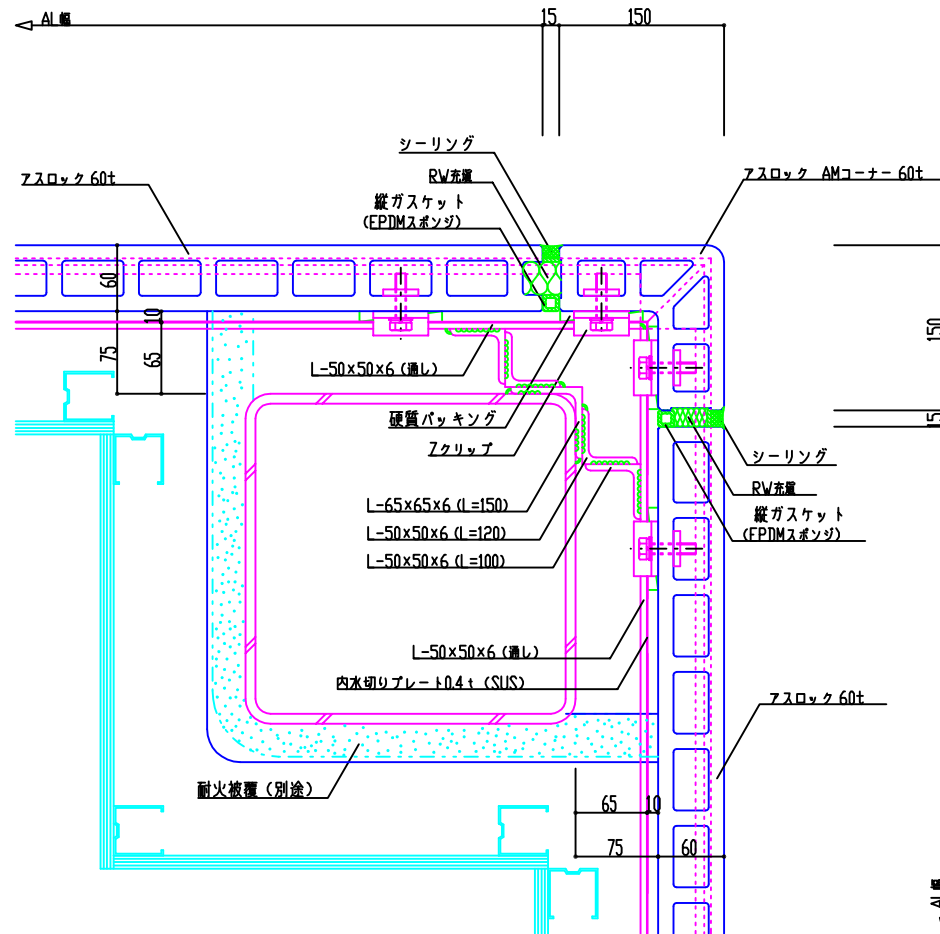 AL幅
15
150
シーリング
RW充塡
縦ガスケット
(EPDMスポンジ)
アスロック 60t
アスロック AMコーナー 60t
60
10
75
65
150
15
L-50×50×6 (通し)
硬質パッキング
Zクリップ
L-65×65×6 (L=150)
L-50×50×6 (L=120)
L-50×50×6 (L=100)
シーリング
RW充塡
縦ガスケット
(EPDMスポンジ)
L-50×50×6 (通し)
内水切りプレート0.4t (SUS)
アスロック 60t
耐火被覆 (別途)
65
10
75
60
AL幅